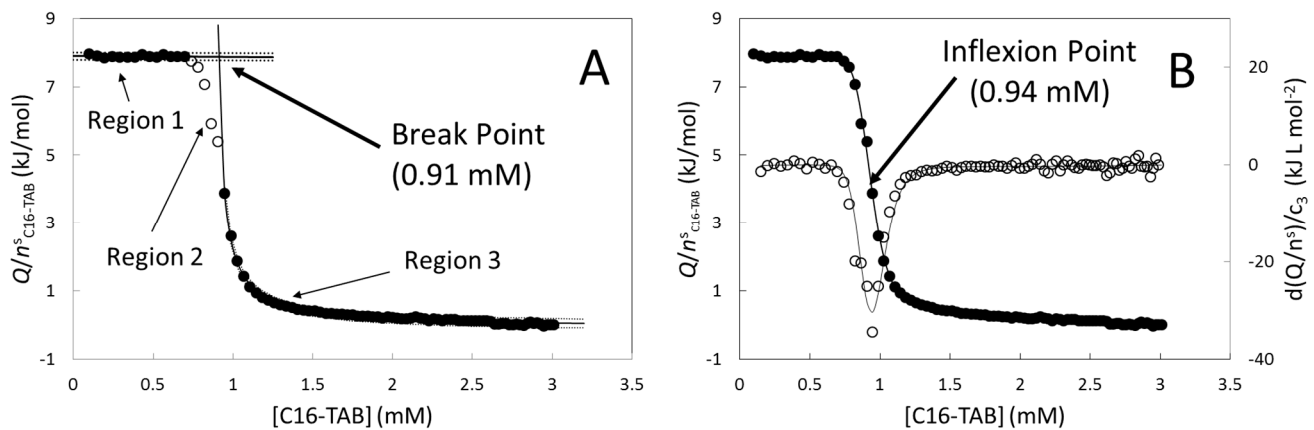 A
Region 1
Break Point
(0.91 mM)
Region 2
Region 3
Q/nˢC16-TAB (kJ/mol)
9
7
5
3
1
-1
0
0.5
1
1.5
2
2.5
3
3.5
[C16-TAB] (mM)
B
Inflexion Point
(0.94 mM)
Q/nˢC16-TAB (kJ/mol)
9
7
5
3
1
-1
20
0
-20
-40
d(Q/nˢ)/c₃ (kJ L mol⁻²)
0
0.5
1
1.5
2
2.5
3
3.5
[C16-TAB] (mM)